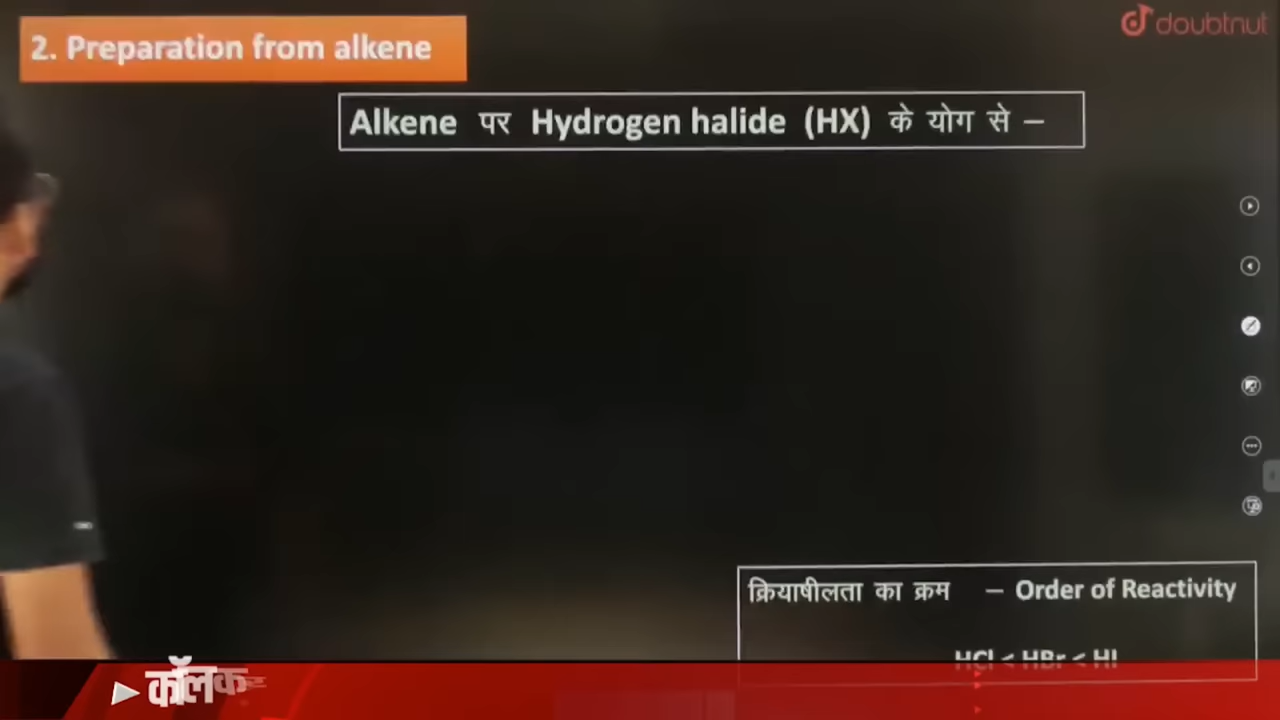 2. Preparation from alkene
doubtnut
Alkene पर Hydrogen halide (HX) के योग से –
क्रियाषीलता का क्रम – Order of Reactivity
HCl < HBr < HI